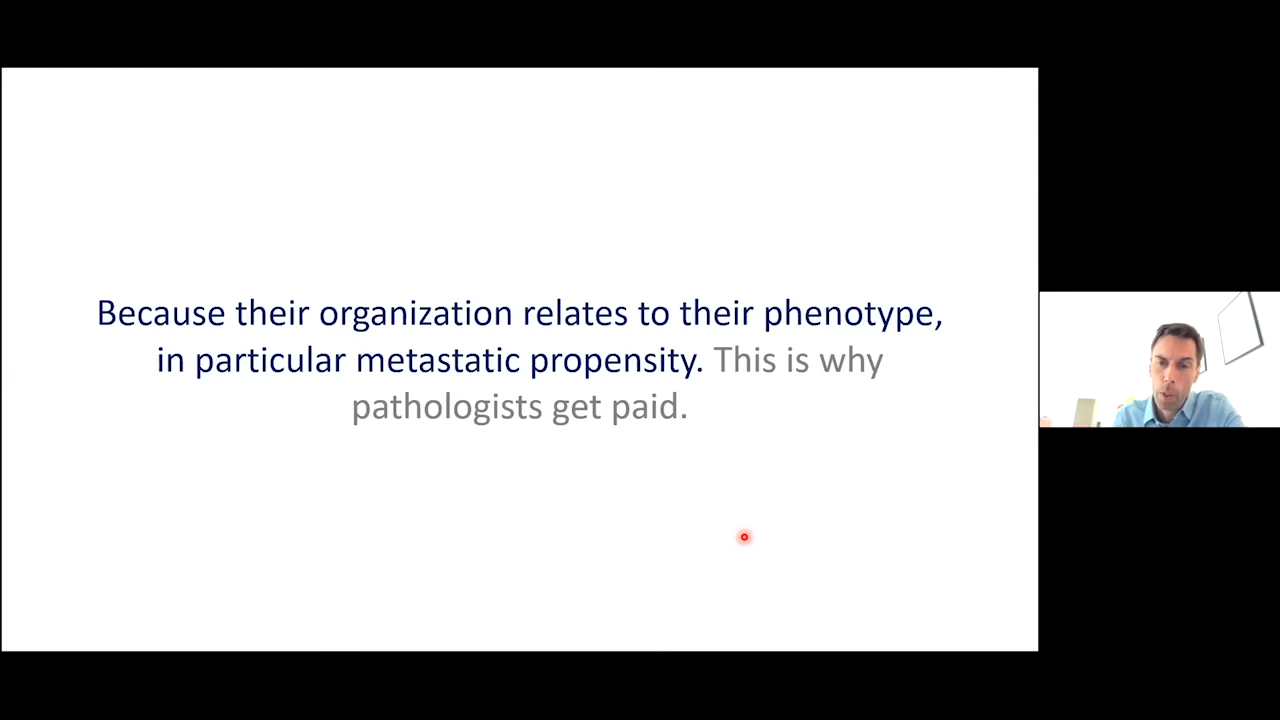 Because their organization relates to their phenotype,
in particular metastatic propensity. This is why
pathologists get paid.